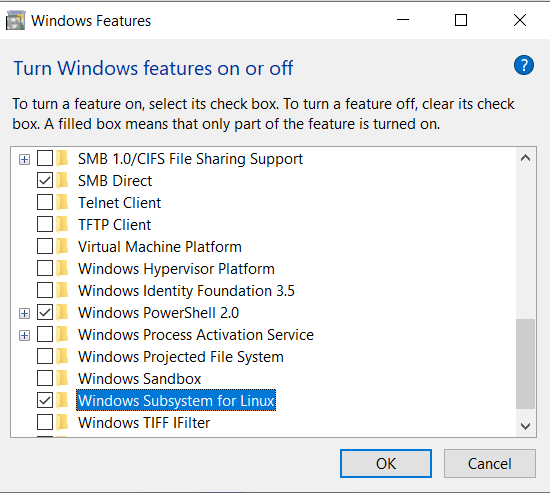 Windows Features
Turn Windows features on or off
?
To turn a feature on, select its check box. To turn a feature off, clear its check
box. A filled box means that only part of the feature is turned on.
SMB 1.0/CIFS File Sharing Support
SMB Direct
Telnet Client
TFTP Client
Virtual Machine Platform
Windows Hypervisor Platform
Windows Identity Foundation 3.5
Windows PowerShell 2.0
Windows Process Activation Service
Windows Projected File System
Windows Sandbox
Windows Subsystem for Linux
Windows TIFF IFilter
OK
Cancel